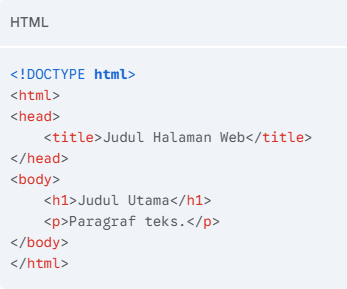 HTML
<!DOCTYPE html>
<html>
<head>
    <title>Judul Halaman Web</title>
</head>
<body>
    <h1>Judul Utama</h1>
    <p>Paragraf teks.</p>
</body>
</html>